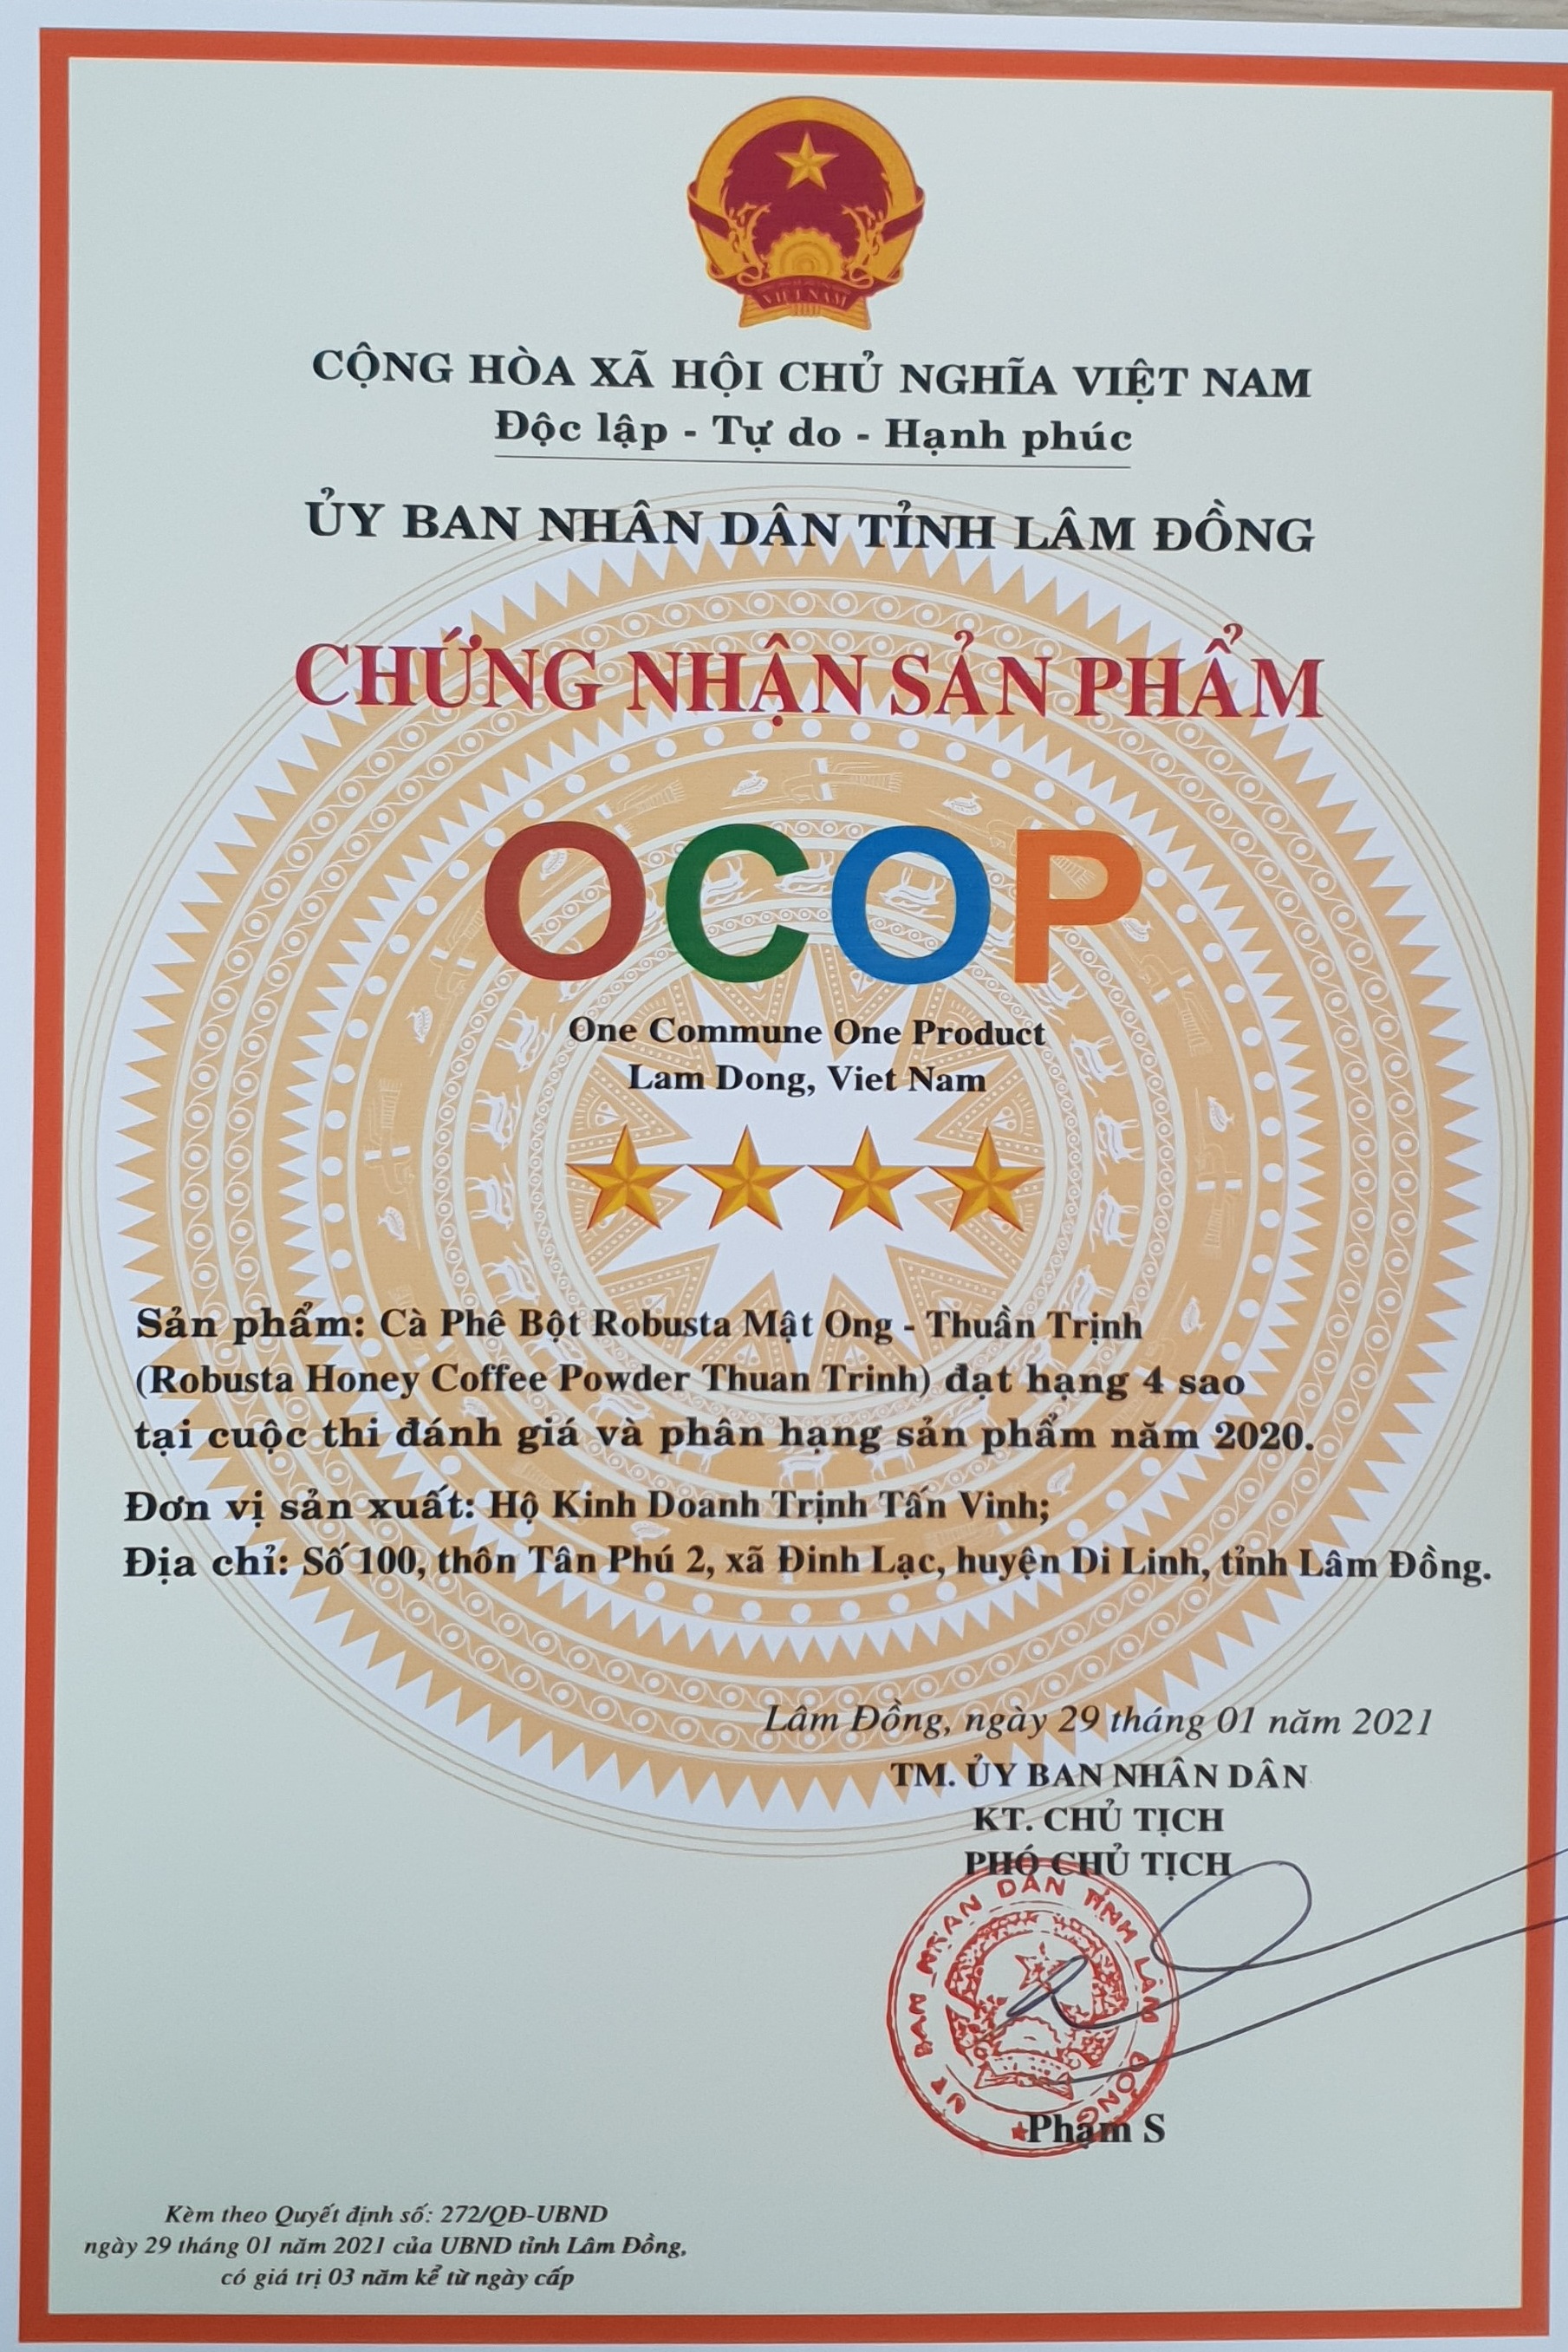 VIỆT NAM
CỘNG HÒA XÃ HỘI CHỦ NGHĨA VIỆT NAM
Độc lập - Tự do - Hạnh phúc
ỦY BAN NHÂN DÂN TỈNH LÂM ĐỒNG
CHỨNG NHẬN SẢN PHẨM
OCOP
One Commune One Product
Lam Dong, Viet Nam
Sản phẩm: Cà Phê Bột Robusta Mật Ong - Thuần Trịnh
(Robusta Honey Coffee Powder Thuan Trinh) đạt hạng 4 sao
tại cuộc thi đánh giá và phân hạng sản phẩm năm 2020.
Đơn vị sản xuất: Hộ Kinh Doanh Trịnh Tấn Vinh;
Địa chỉ: Số 100, thôn Tân Phú 2, xã Đinh Lạc, huyện Di Linh, tỉnh Lâm Đồng.
Lâm Đồng, ngày 29 tháng 01 năm 2021
TM. ỦY BAN NHÂN DÂN
KT. CHỦ TỊCH
PHÓ CHỦ TỊCH
ỦY BAN NHÂN DÂN TỈNH LÂM ĐỒNG
Phạm S
Kèm theo Quyết định số: 272/QĐ-UBND
ngày 29 tháng 01 năm 2021 của UBND tỉnh Lâm Đồng,
có giá trị 03 năm kể từ ngày cấp